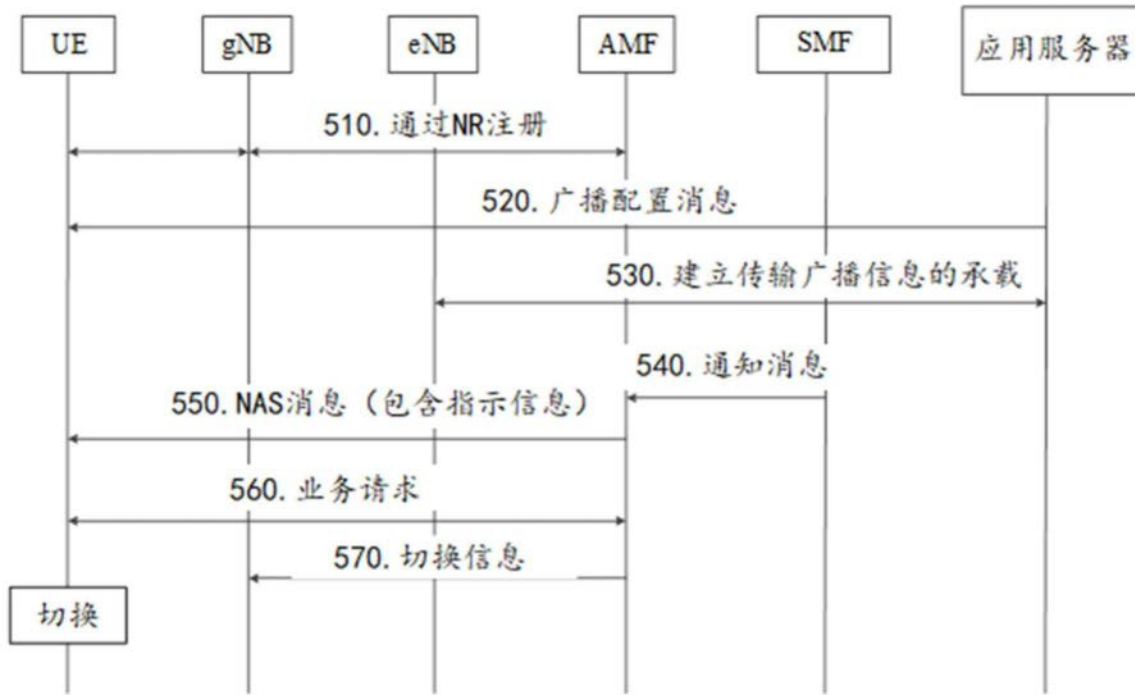 UE
gNB
eNB
AMF
SMF
应用服务器
510.通过NR注册
520.广播配置消息
530.建立传输广播信息的承载
540.通知消息
550.NAS消息（包含指示信息）
560.业务请求
570.切换信息
切换